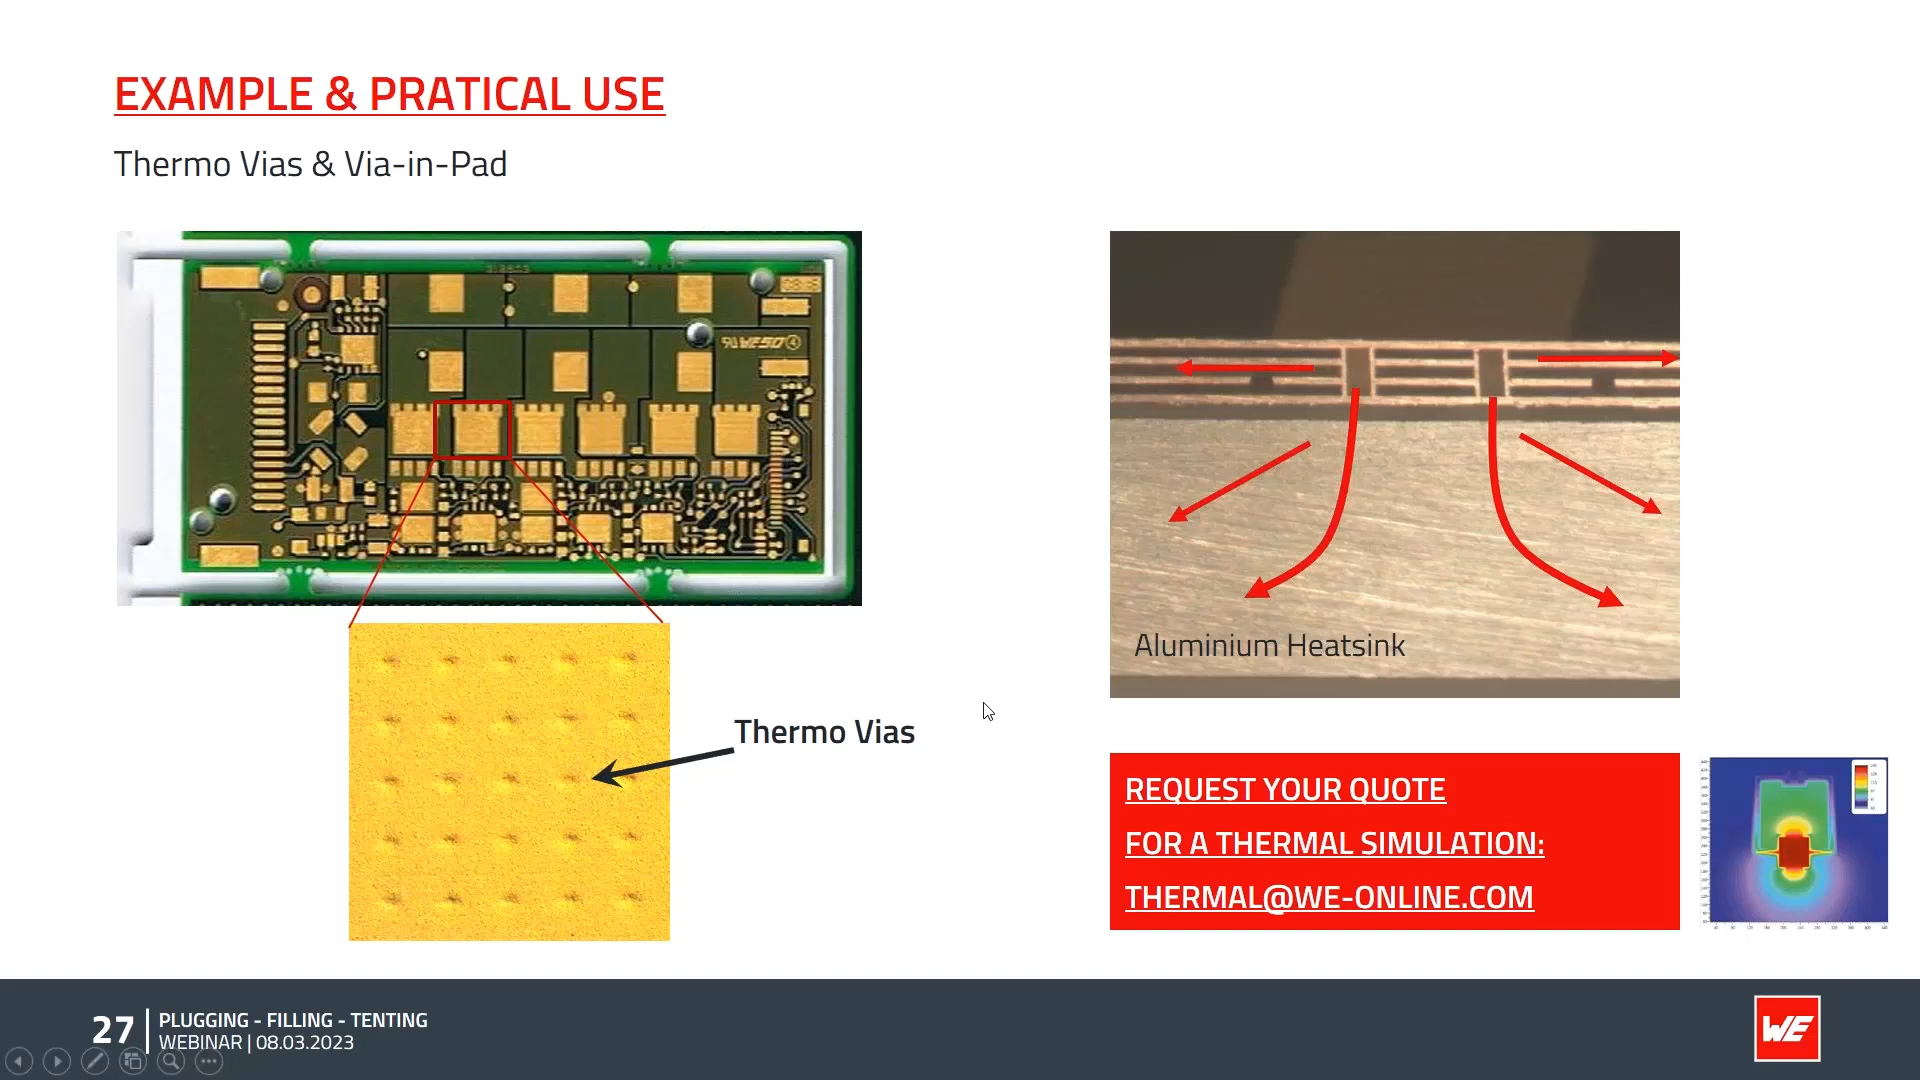 EXAMPLE & PRATICAL USE
Thermo Vias & Via-in-Pad
Thermo Vias
Aluminium Heatsink
REQUEST YOUR QUOTE
FOR A THERMAL SIMULATION:
THERMAL@WE-ONLINE.COM
27
PLUGGING - FILLING - TENTING
WEBINAR | 08.03.2023
WE